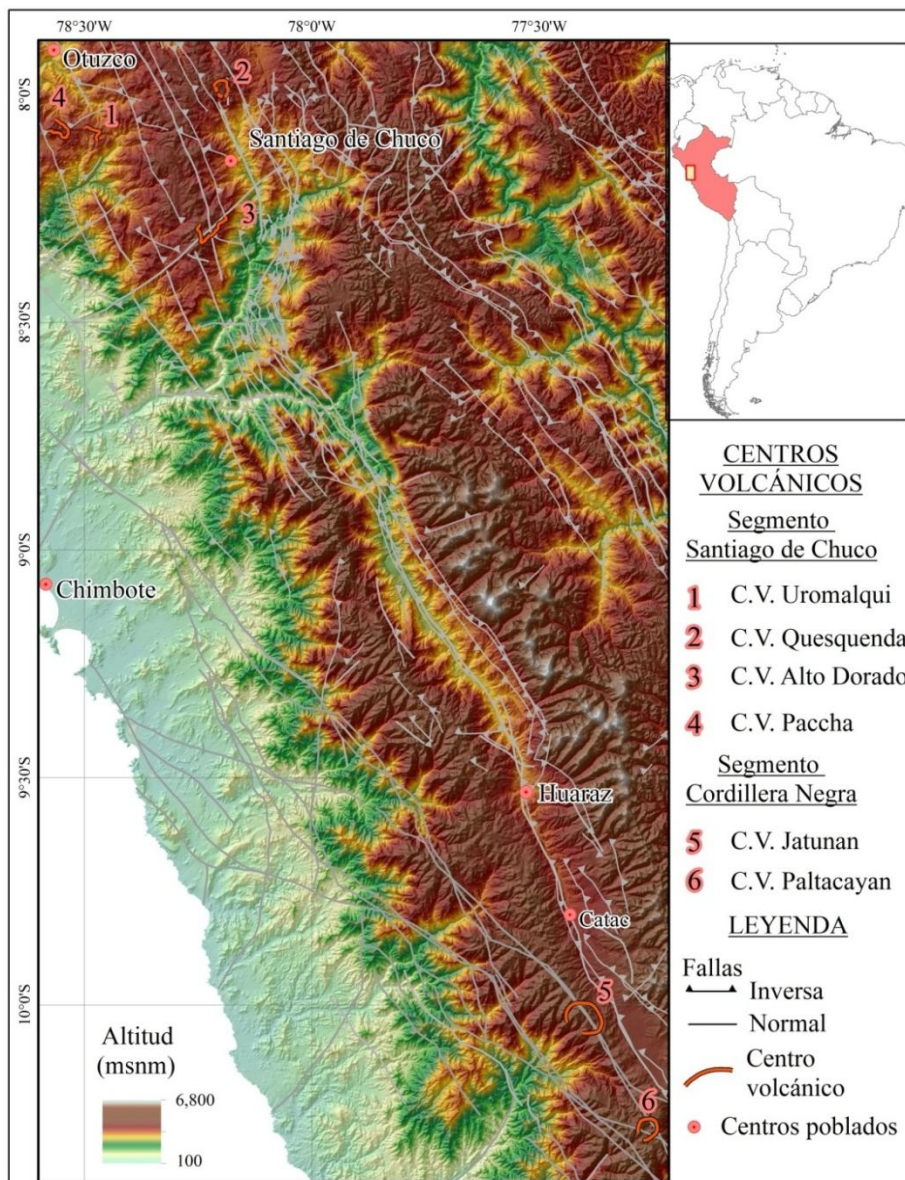 78°30'W
78°0'W
77°30'W
8°0'S
8°30'S
9°0'S
9°30'S
10°0'S
Otuzco
4
1
2
Santiago de Chuco
3
Chimbote
Huaraz
Catac
5
6
Altitud
(msnm)
6,800
100
CENTROS
VOLCÁNICOS
Segmento
Santiago de Chuco
1 C.V. Uromalqui
2 C.V. Quesquenda
3 C.V. Alto Dorado
4 C.V. Paccha
Segmento
Cordillera Negra
5 C.V. Jatunan
6 C.V. Paltacayan
LEYENDA
Fallas
Inversa
Normal
Centro
volcánico
Centros poblados